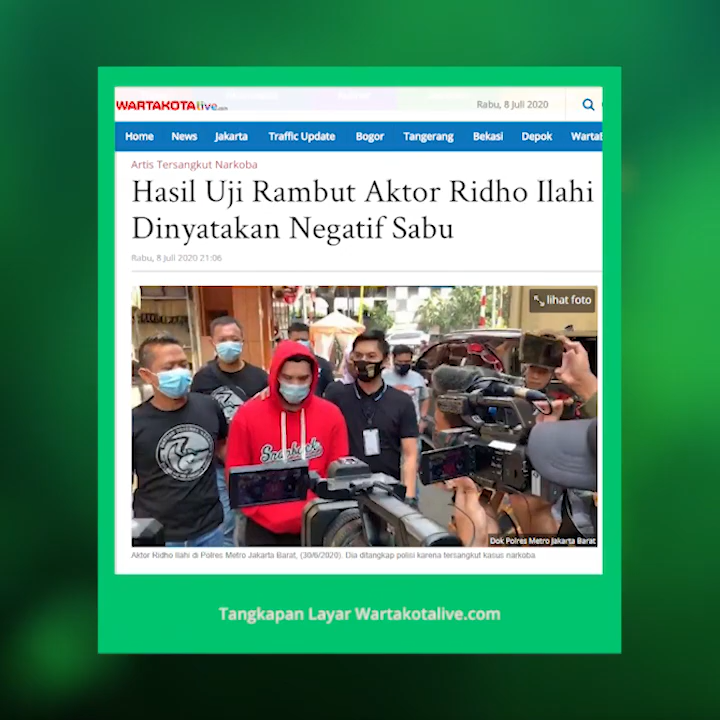 WARTAKOTAlive.com
Rabu, 8 Juli 2020
Home News Jakarta Traffic Update Bogor Tangerang Bekasi Depok
Artis Tersangkut Narkoba
Hasil Uji Rambut Aktor Ridho Ilahi
Dinyatakan Negatif Sabu
Rabu, 8 Juli 2020 21:06
lihat foto
Snapback
Dok Polres Metro Jakarta Barat
Aktor Ridho Ilahi di Polres Metro Jakarta Barat, (30/6/2020). Dia ditangkap polisi karena tersangkut kasus narkoba.
Tangkapan Layar Wartakotalive.com